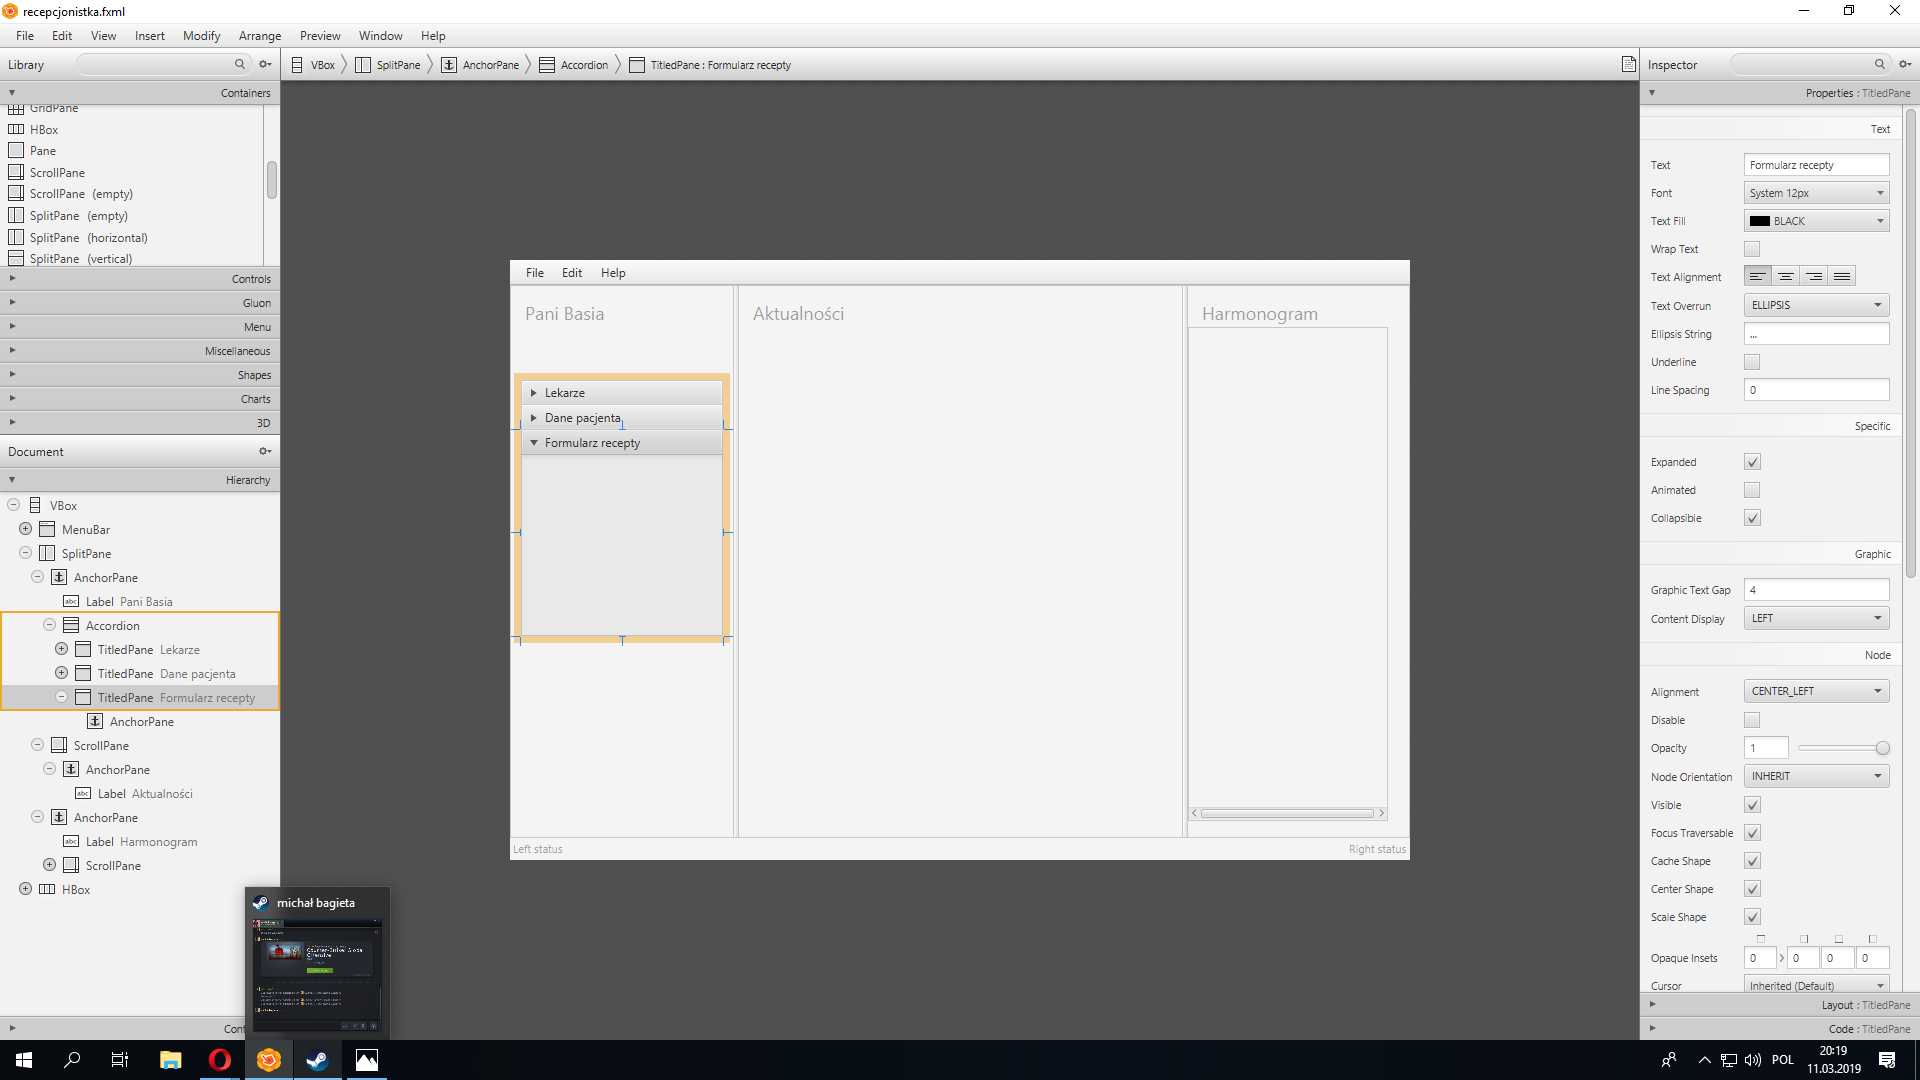 recepcjonistka.fxml
File Edit View Insert Modify Arrange Preview Window Help
Library
VBox SplitPane AnchorPane Accordion TitledPane : Formularz recepty
Inspector
Containers
GridPane
HBox
Pane
ScrollPane
ScrollPane (empty)
SplitPane (empty)
SplitPane (horizontal)
SplitPane (vertical)
Controls
Gluon
Menu
Miscellaneous
Shapes
Charts
3D
Document
Hierarchy
VBox
MenuBar
SplitPane
AnchorPane
Label Pani Basia
Accordion
TitledPane Lekarze
TitledPane Dane pacjenta
TitledPane Formularz recepty
AnchorPane
ScrollPane
AnchorPane
Label Aktualności
AnchorPane
Label Harmonogram
ScrollPane
HBox
Cont
michał bagieta
Counter-Strike: Global
Offensive
File Edit Help
Pani Basia
Lekarze
Dane pacjenta
Formularz recepty
Aktualności
Harmonogram
Left status
Right status
Properties : TitledPane
Text
Text Formularz recepty
Font System 12px
Text Fill BLACK
Wrap Text
Text Alignment
Text Overrun ELLIPSIS
Ellipsis String ...
Underline
Line Spacing 0
Specific
Expanded
Animated
Collapsible
Graphic
Graphic Text Gap 4
Content Display LEFT
Node
Alignment CENTER_LEFT
Disable
Opacity 1
Node Orientation INHERIT
Visible
Focus Traversable
Cache Shape
Center Shape
Scale Shape
Opaque Insets 0 0 0 0
Cursor Inherited (Default)
Layout : TitledPane
Code : TitledPane
POL
20:19
11.03.2019